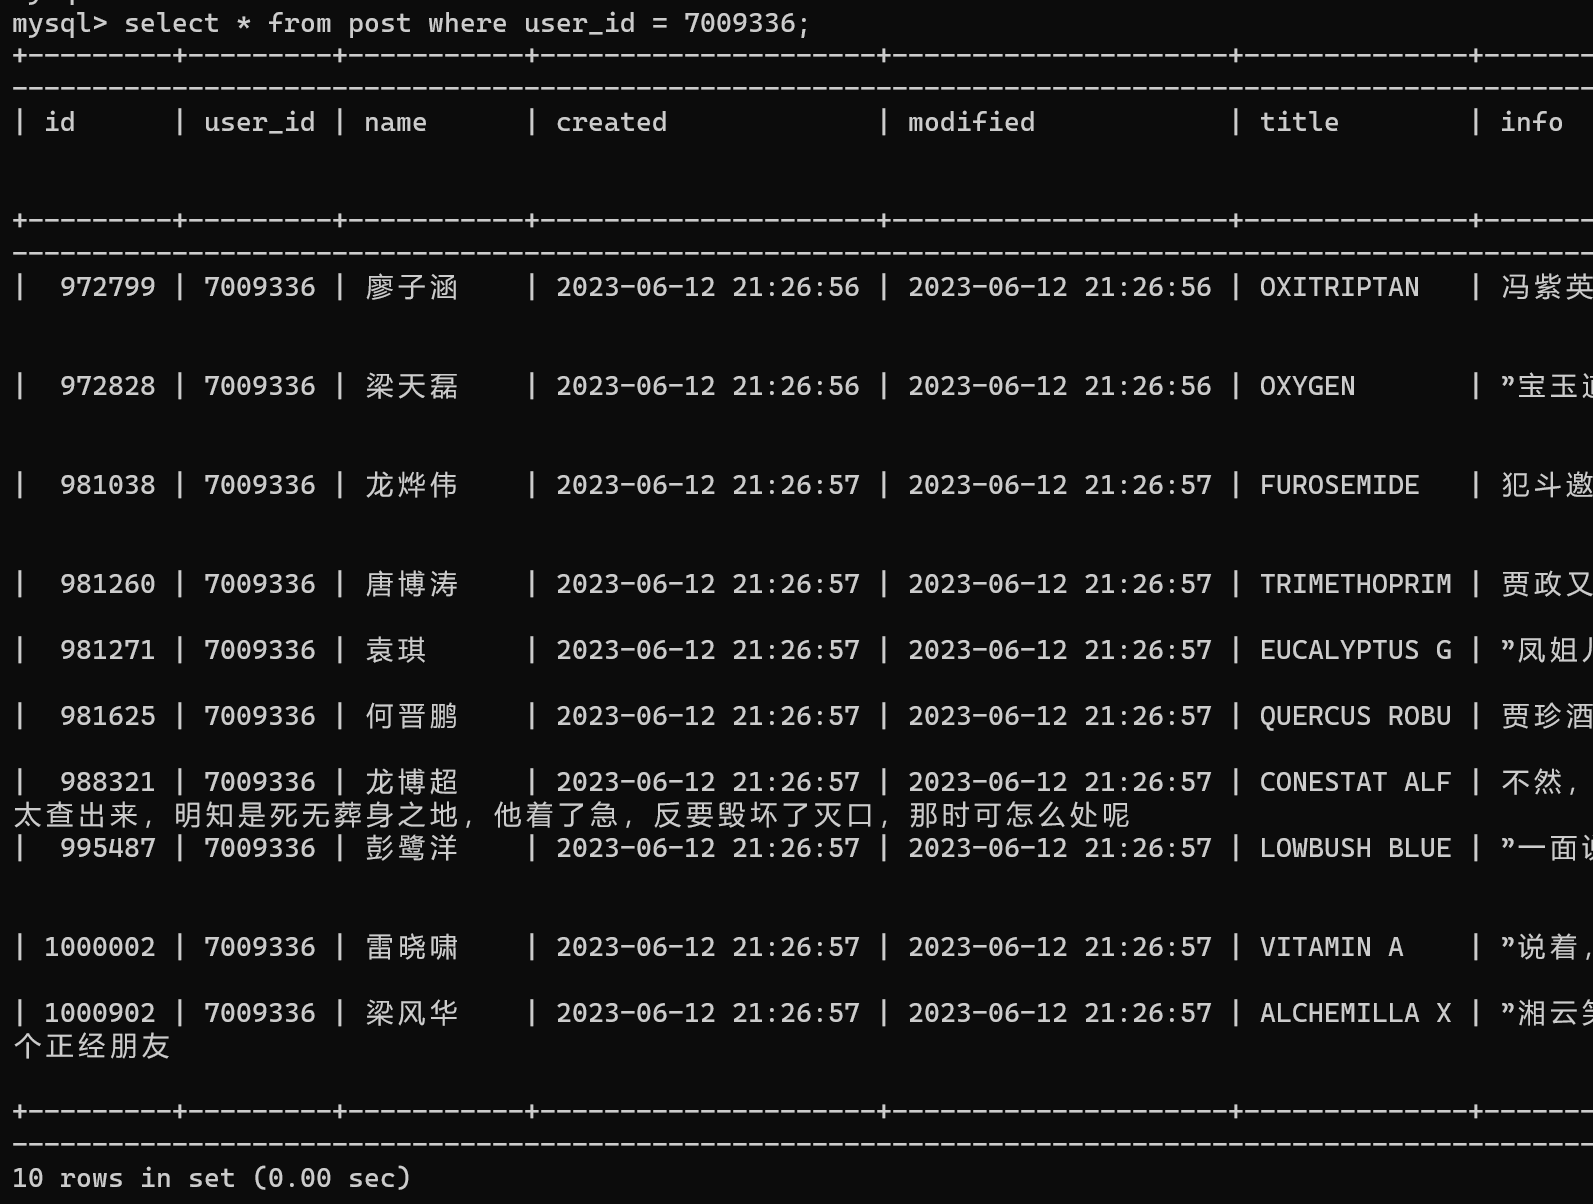 mysql> select * from post where user_id = 7009336;
+---------+---------+-----------+---------------------+---------------------+--------------+-------
| id      | user_id | name      | created             | modified            | title        | info
+---------+---------+-----------+---------------------+---------------------+--------------+-------
|  972799 | 7009336 | 廖子涵    | 2023-06-12 21:26:56 | 2023-06-12 21:26:56 | OXITRIPTAN   | 冯紫英
|  972828 | 7009336 | 梁天磊    | 2023-06-12 21:26:56 | 2023-06-12 21:26:56 | OXYGEN       | ”宝玉
|  981038 | 7009336 | 龙烨伟    | 2023-06-12 21:26:57 | 2023-06-12 21:26:57 | FUROSEMIDE   | 犯斗邀
|  981260 | 7009336 | 唐博涛    | 2023-06-12 21:26:57 | 2023-06-12 21:26:57 | TRIMETHOPRIM | 贾政又
|  981271 | 7009336 | 袁琪      | 2023-06-12 21:26:57 | 2023-06-12 21:26:57 | EUCALYPTUS G | ”凤姐
|  981625 | 7009336 | 何晋鹏    | 2023-06-12 21:26:57 | 2023-06-12 21:26:57 | QUERCUS ROBU | 贾珍酒
|  988321 | 7009336 | 龙博超    | 2023-06-12 21:26:57 | 2023-06-12 21:26:57 | CONESTAT ALF | 不然，
太查出来，明知是死无葬身之地，他着了急，反要毁坏了灭口，那时可怎么处呢
|  995487 | 7009336 | 彭鹭洋    | 2023-06-12 21:26:57 | 2023-06-12 21:26:57 | LOWBUSH BLUE | ”一面
| 1000002 | 7009336 | 雷晓啸    | 2023-06-12 21:26:57 | 2023-06-12 21:26:57 | VITAMIN A    | ”说着，
| 1000902 | 7009336 | 梁风华    | 2023-06-12 21:26:57 | 2023-06-12 21:26:57 | ALCHEMILLA X | ”湘云
个正经朋友
+---------+---------+-----------+---------------------+---------------------+--------------+-------
10 rows in set (0.00 sec)